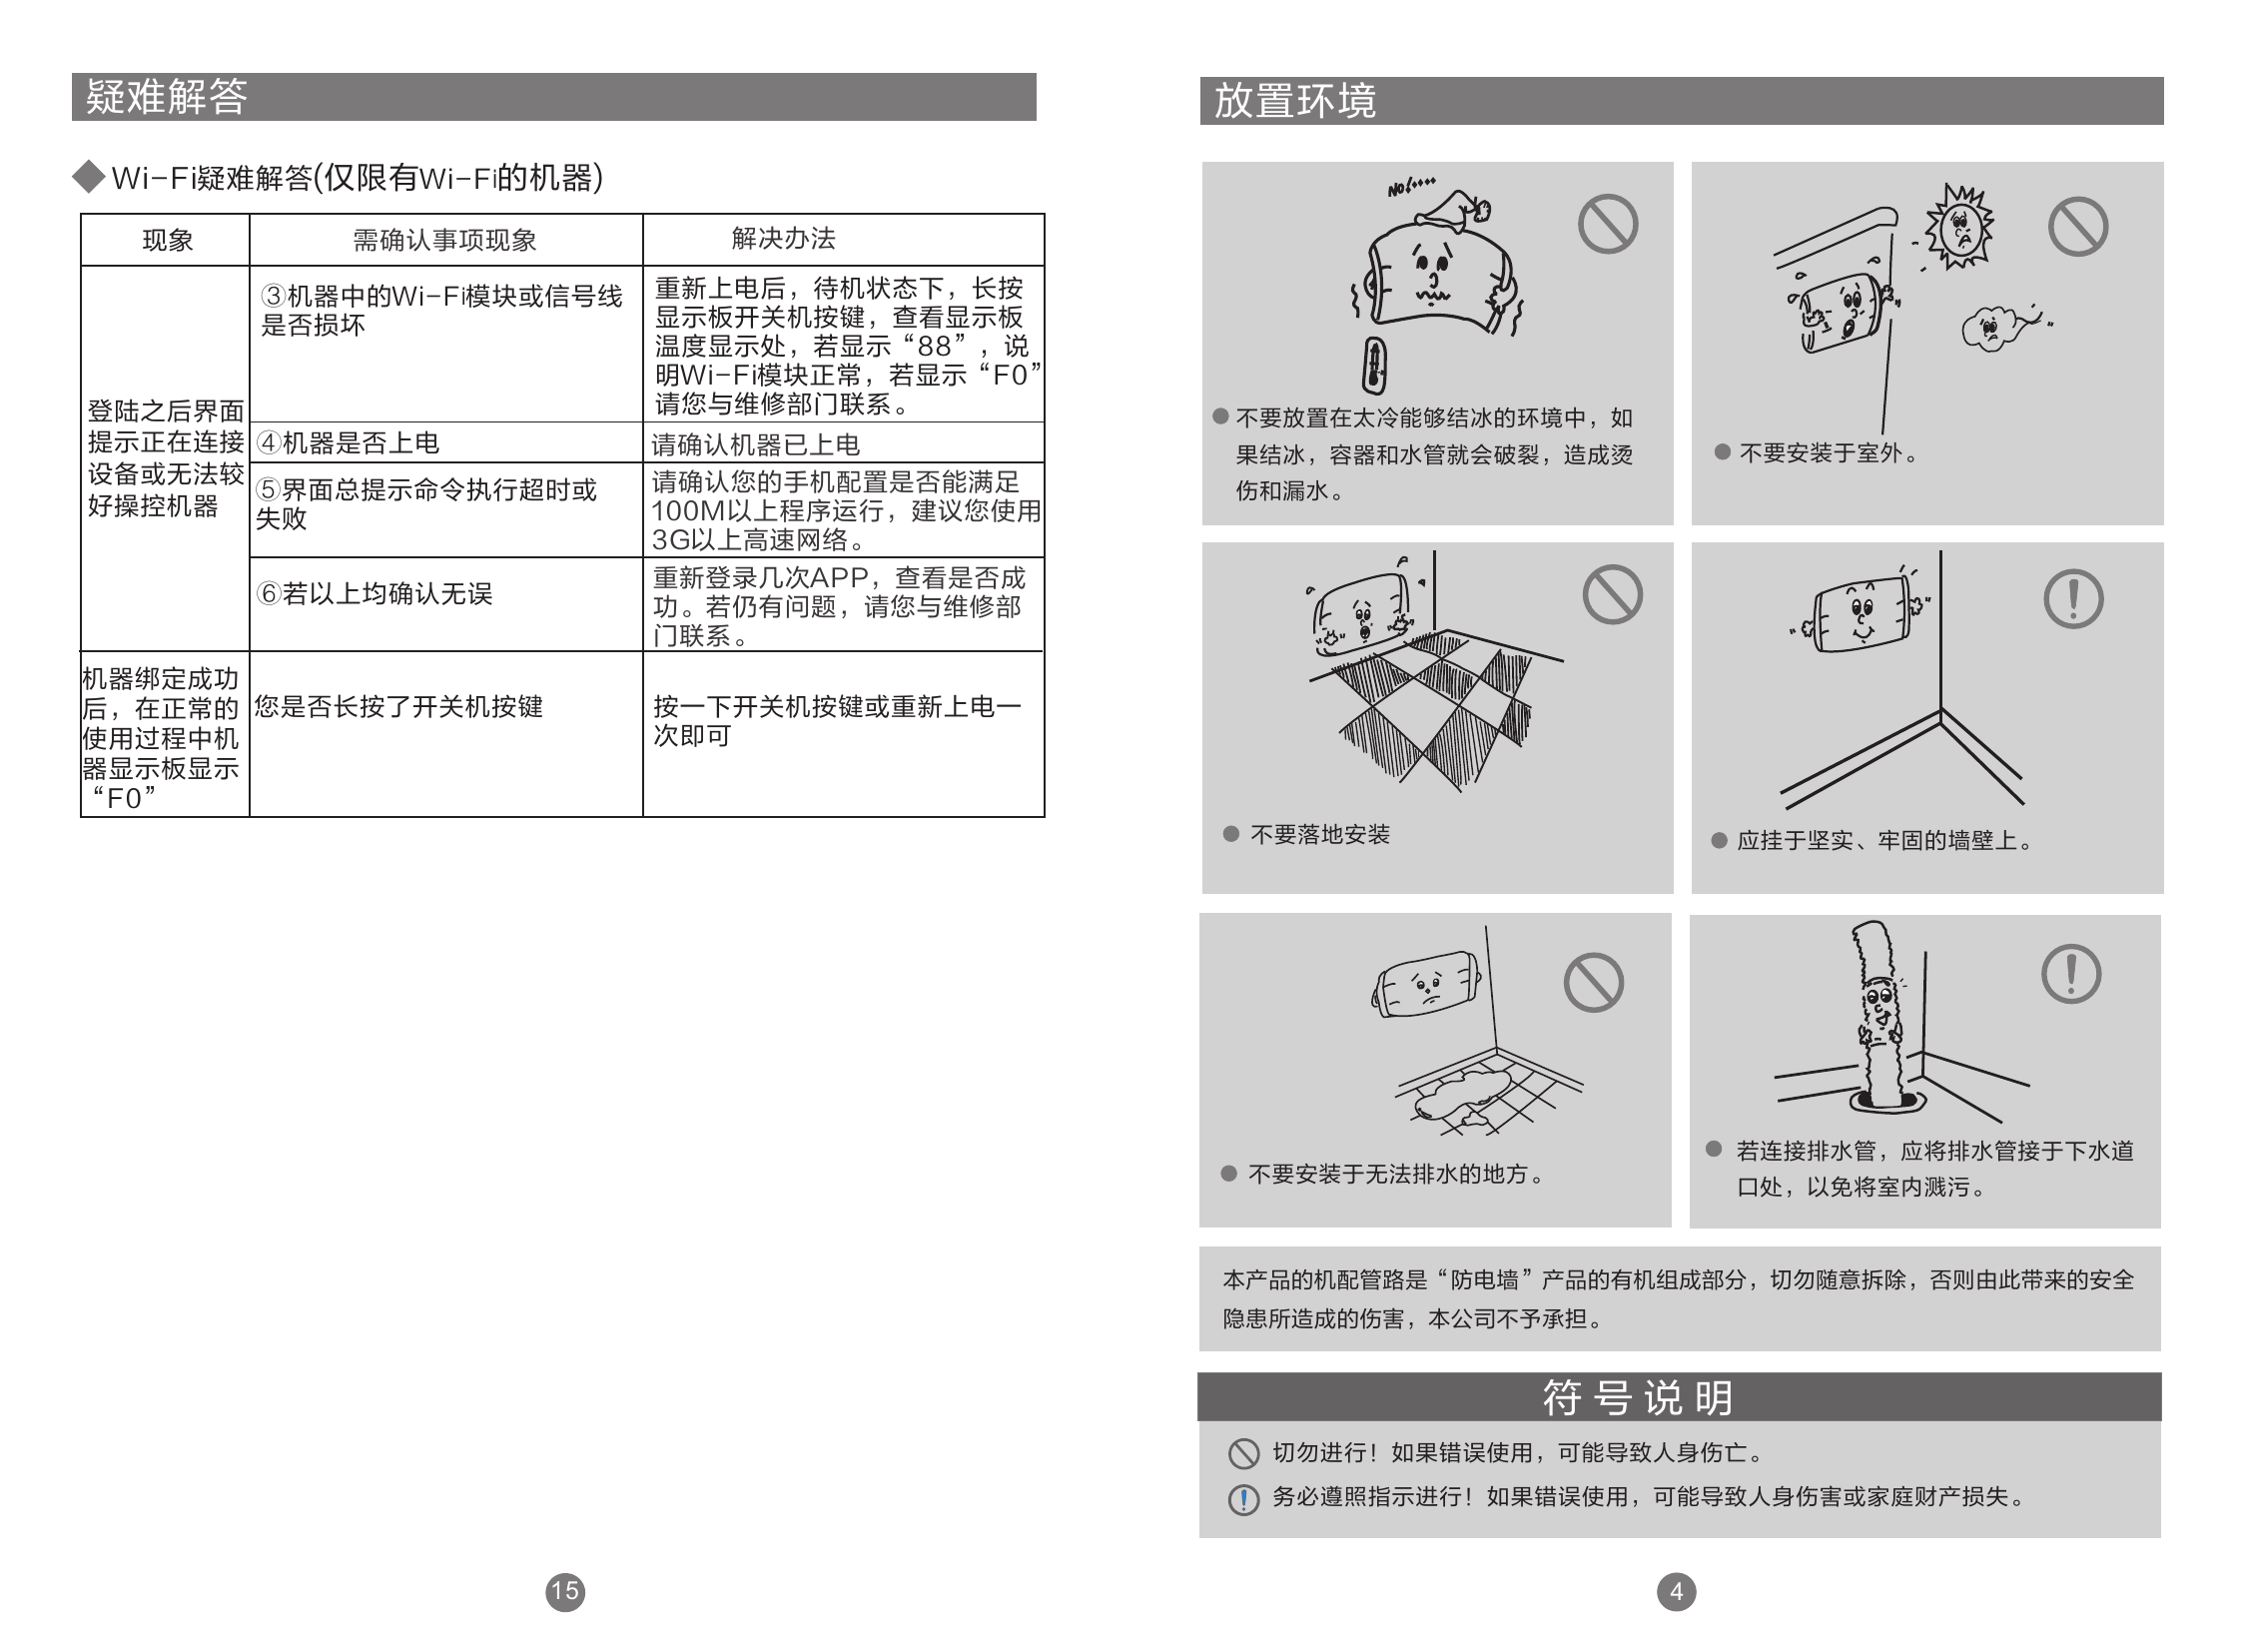 疑难解答
Wi-Fi疑难解答(仅限有Wi-Fi的机器)
现象
需确认事项现象
解决办法
登陆之后界面
提示正在连接
设备或无法较
好操控机器
③机器中的Wi-Fi模块或信号线
是否损坏
重新上电后，待机状态下，长按
显示板开关机按键，查看显示板
温度显示处，若显示“88”，说
明Wi-Fi模块正常，若显示“F0”
请您与维修部门联系。
④机器是否上电
请确认机器已上电
⑤界面总提示命令执行超时或
失败
请确认您的手机配置是否能满足
100M以上程序运行，建议您使用
3G以上高速网络。
⑥若以上均确认无误
重新登录几次APP，查看是否成
功。若仍有问题，请您与维修部
门联系。
机器绑定成功
后，在正常的
使用过程中机
器显示板显示
“F0”
您是否长按了开关机按键
按一下开关机按键或重新上电一
次即可
15
放置环境
No!
不要放置在太冷能够结冰的环境中，如
果结冰，容器和水管就会破裂，造成烫
伤和漏水。
不要安装于室外。
不要落地安装
应挂于坚实、牢固的墙壁上。
不要安装于无法排水的地方。
若连接排水管，应将排水管接于下水道
口处，以免将室内溅污。
本产品的机配管路是“防电墙”产品的有机组成部分，切勿随意拆除，否则由此带来的安全
隐患所造成的伤害，本公司不予承担。
符号说明
切勿进行！如果错误使用，可能导致人身伤亡。
务必遵照指示进行！如果错误使用，可能导致人身伤害或家庭财产损失。
4